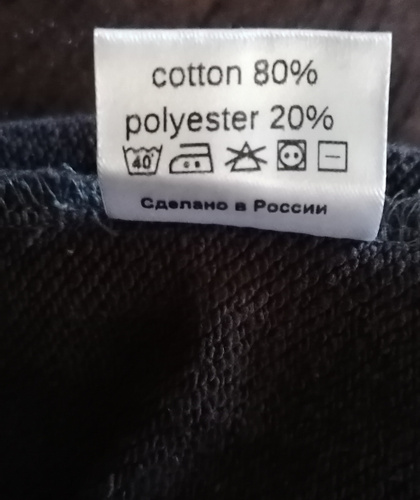 cotton 80%
polyester 20%
40°
Сделано в России